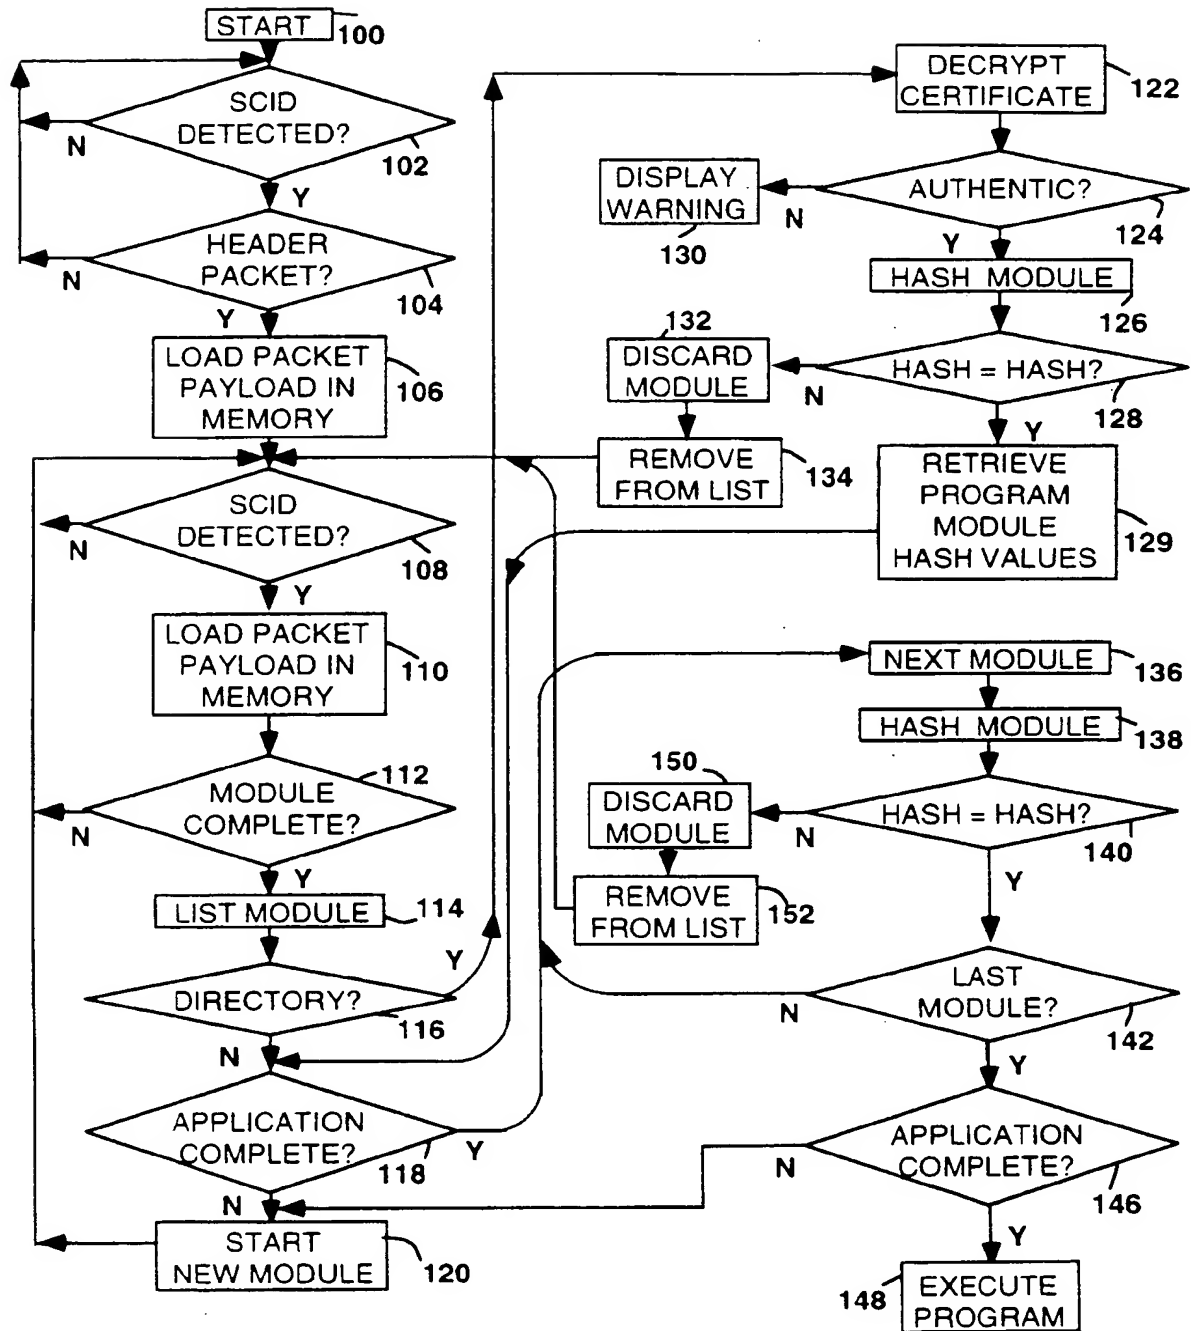 START
100
SCID
DETECTED?
102
N
Y
HEADER
PACKET?
104
N
Y
LOAD PACKET
PAYLOAD IN
MEMORY
106
SCID
DETECTED?
108
N
Y
LOAD PACKET
PAYLOAD IN
MEMORY
110
MODULE
COMPLETE?
112
N
Y
LIST MODULE
114
DIRECTORY?
116
Y
N
APPLICATION
COMPLETE?
118
Y
N
START
NEW MODULE
120
DECRYPT
CERTIFICATE
122
AUTHENTIC?
124
N
Y
DISPLAY
WARNING
130
HASH MODULE
126
HASH = HASH?
128
N
Y
132
DISCARD
MODULE
REMOVE
FROM LIST
134
RETRIEVE
PROGRAM
MODULE
HASH VALUES
129
NEXT MODULE
136
HASH MODULE
138
HASH = HASH?
140
N
Y
150
DISCARD
MODULE
REMOVE
FROM LIST
152
LAST
MODULE?
142
N
Y
APPLICATION
COMPLETE?
146
N
Y
148
EXECUTE
PROGRAM